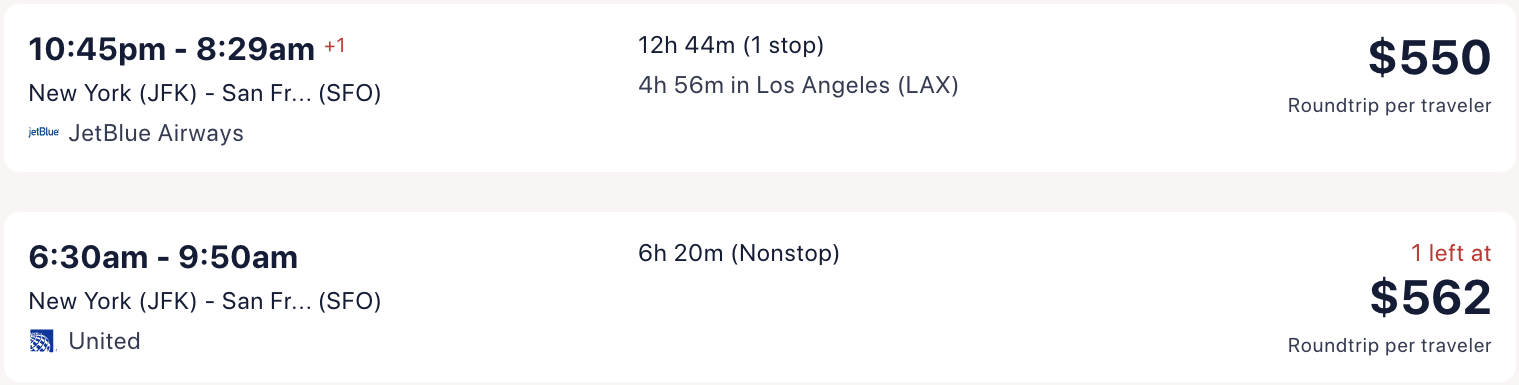 10:45pm - 8:29am +1
12h 44m (1 stop)
$550
New York (JFK) - San Fr... (SFO)
4h 56m in Los Angeles (LAX)
Roundtrip per traveler
jetBlue JetBlue Airways
6:30am - 9:50am
6h 20m (Nonstop)
1 left at
$562
New York (JFK) - San Fr... (SFO)
United
Roundtrip per traveler